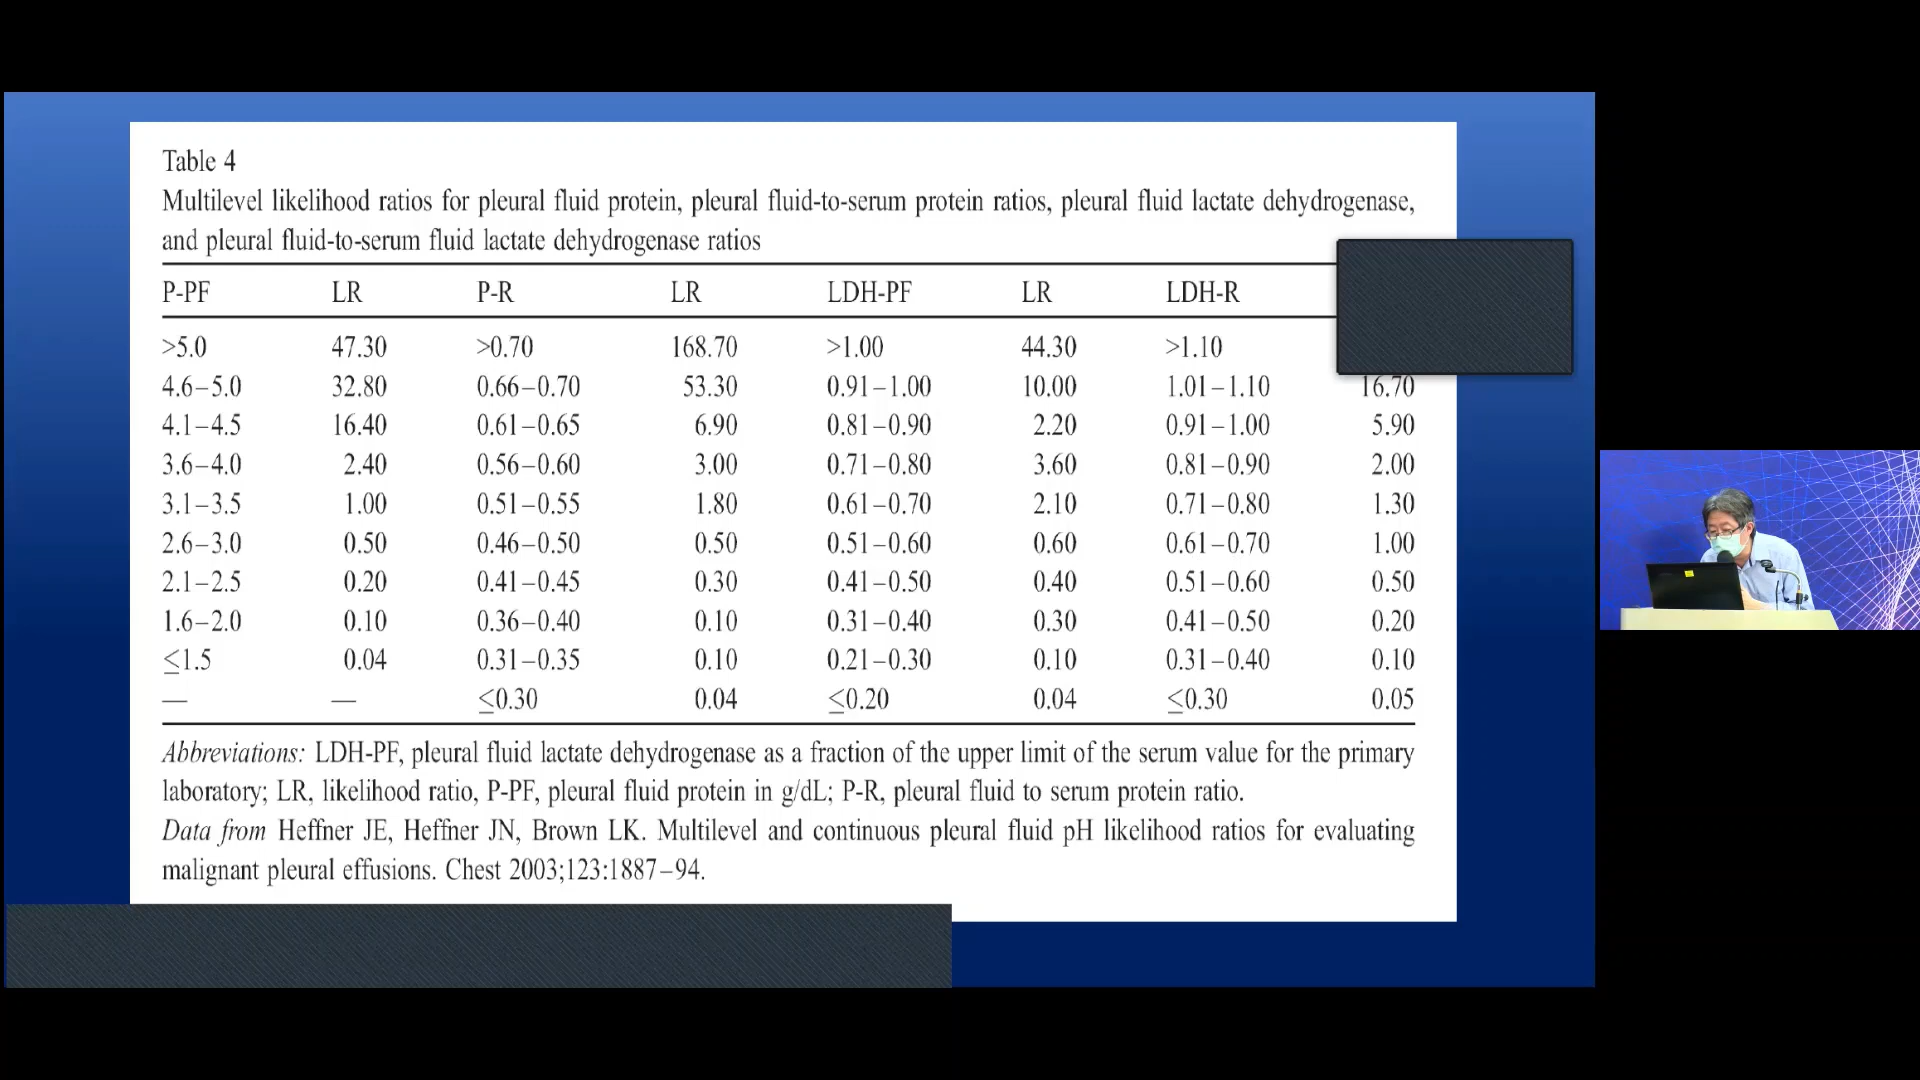 Table 4
Multilevel likelihood ratios for pleural fluid protein, pleural fluid-to-serum protein ratios, pleural fluid lactate dehydrogenase,
and pleural fluid-to-serum fluid lactate dehydrogenase ratios
P-PF LR P-R LR LDH-PF LR LDH-R
>5.0 47.30 >0.70 168.70 >1.00 44.30 >1.10
4.6–5.0 32.80 0.66–0.70 53.30 0.91–1.00 10.00 1.01–1.10 16.70
4.1–4.5 16.40 0.61–0.65 6.90 0.81–0.90 2.20 0.91–1.00 5.90
3.6–4.0 2.40 0.56–0.60 3.00 0.71–0.80 3.60 0.81–0.90 2.00
3.1–3.5 1.00 0.51–0.55 1.80 0.61–0.70 2.10 0.71–0.80 1.30
2.6–3.0 0.50 0.46–0.50 0.50 0.51–0.60 0.60 0.61–0.70 1.00
2.1–2.5 0.20 0.41–0.45 0.30 0.41–0.50 0.40 0.51–0.60 0.50
1.6–2.0 0.10 0.36–0.40 0.10 0.31–0.40 0.30 0.41–0.50 0.20
≤1.5 0.04 0.31–0.35 0.10 0.21–0.30 0.10 0.31–0.40 0.10
— — ≤0.30 0.04 ≤0.20 0.04 ≤0.30 0.05
Abbreviations: LDH-PF, pleural fluid lactate dehydrogenase as a fraction of the upper limit of the serum value for the primary
laboratory; LR, likelihood ratio, P-PF, pleural fluid protein in g/dL; P-R, pleural fluid to serum protein ratio.
Data from Heffner JE, Heffner JN, Brown LK. Multilevel and continuous pleural fluid pH likelihood ratios for evaluating
malignant pleural effusions. Chest 2003;123:1887–94.